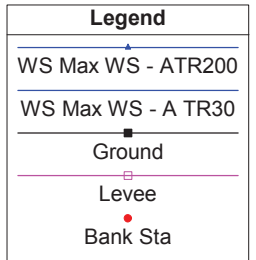 Legend
WS Max WS - ATR200
WS Max WS - A TR30
Ground
Levee
Bank Sta